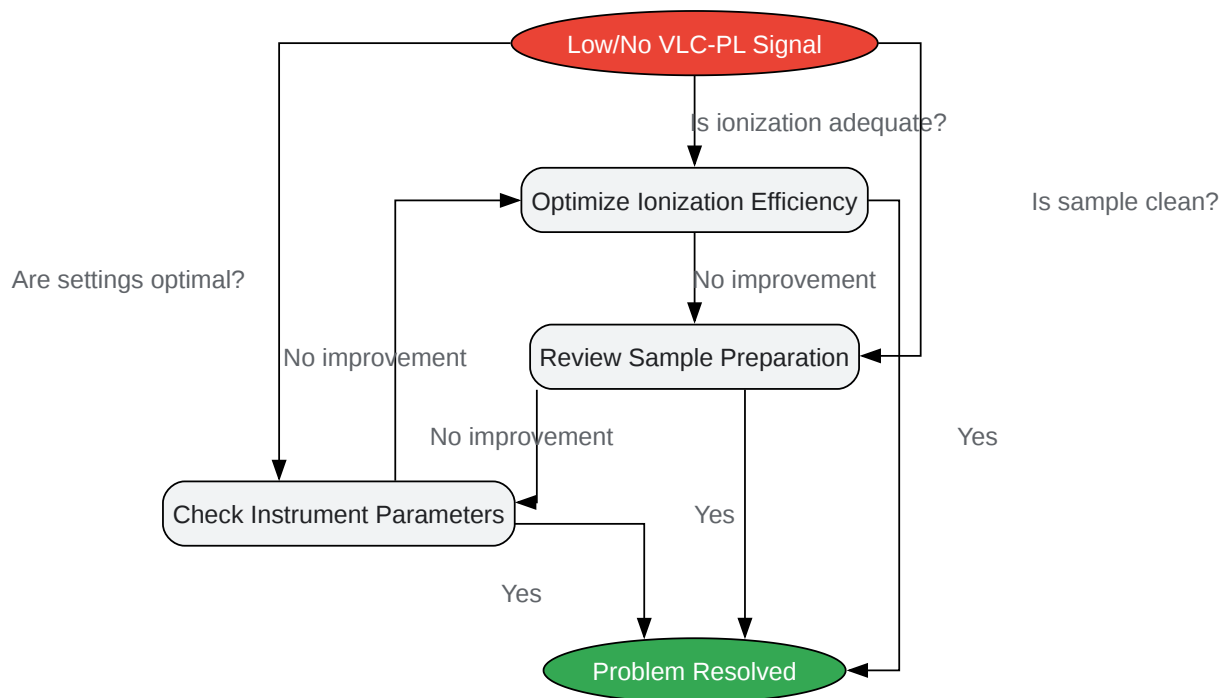 Low/No VLC-PL Signal
Is ionization adequate?
Optimize Ionization Efficiency
Is sample clean?
Are settings optimal?
No improvement
Review Sample Preparation
No improvement
No improvement
Yes
Check Instrument Parameters
Yes
Yes
Problem Resolved